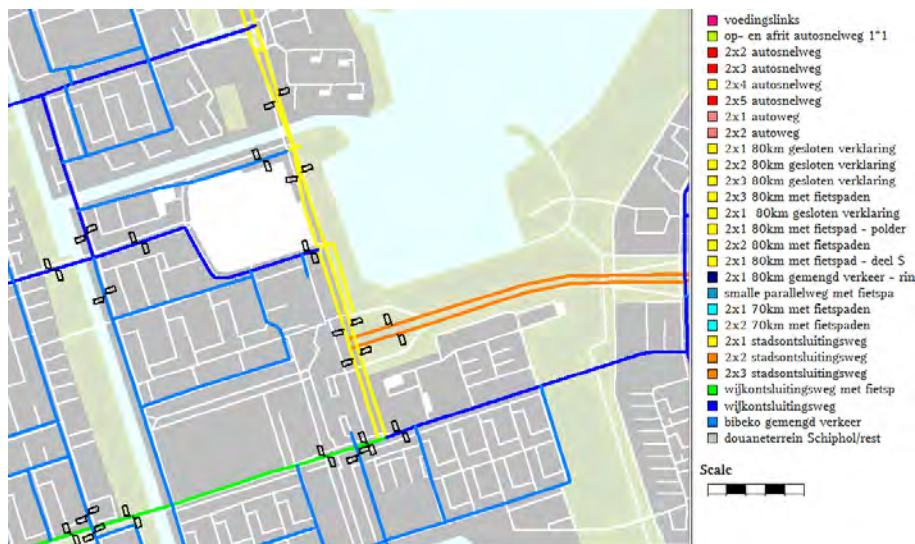 voedingslinks
op- en afrit autosnelweg 1*1
2x2 autosnelweg
2x3 autosnelweg
2x4 autosnelweg
2x5 autosnelweg
2x1 autoweg
2x2 autoweg
2x1 80km gesloten verklaring
2x2 80km gesloten verklaring
2x3 80km gesloten verklaring
2x3 80km met fietspaden
2x1 80km gesloten verklaring
2x1 80km met fietspad - polder
2x2 80km met fietspaden
2x1 80km met fietspad - deel S
2x1 80km gemengd verkeer - rin
smalle parallelweg met fietspa
2x1 70km met fietspaden
2x2 70km met fietspaden
2x1 stadsontsluitingsweg
2x2 stadsontsluitingsweg
2x3 stadsontsluitingsweg
wijkontsluitingsweg met fietsp
wijkontsluitingsweg
bibeko gemengd verkeer
douaneterrein Schiphol/rest
Scale